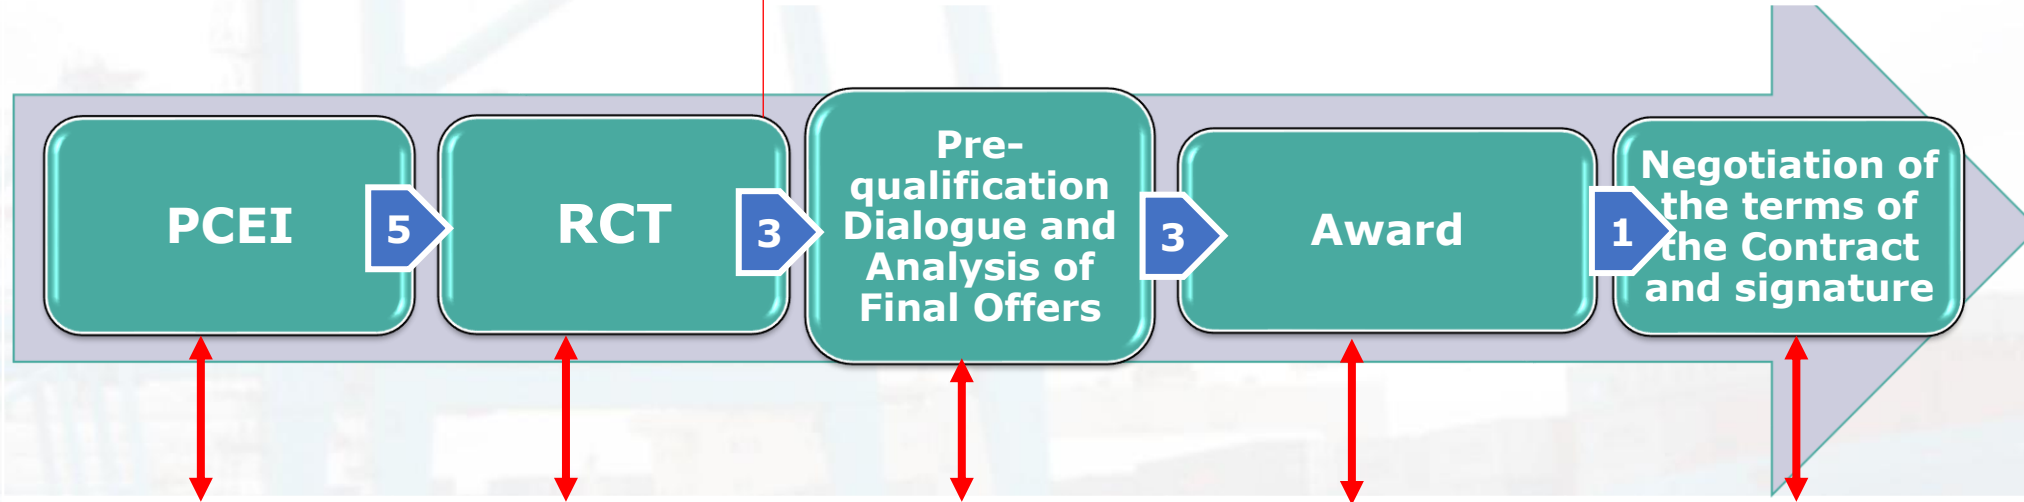 PCEI
5
RCT
3
Pre-
qualification
Dialogue and
Analysis of
Final Offers
3
Award
1
Negotiation of
the terms of
the Contract
and signature